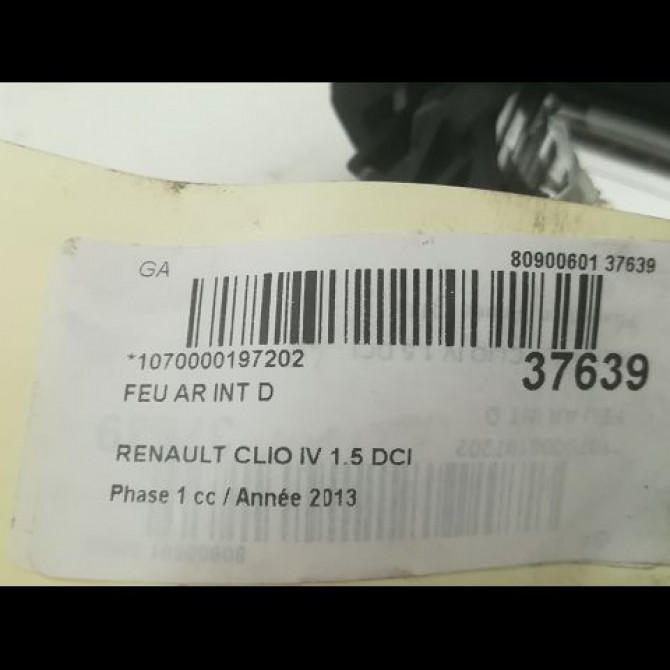 GA
80900601 37639
*1070000197202
37639
FEU AR INT D
RENAULT CLIO IV 1.5 DCI
Phase 1 cc / Année 2013